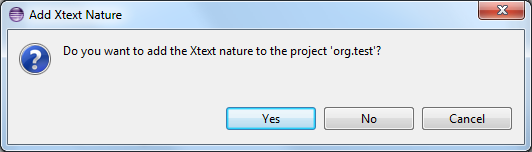 Add Xtext Nature
Do you want to add the Xtext nature to the project 'org.test'?
Yes
No
Cancel